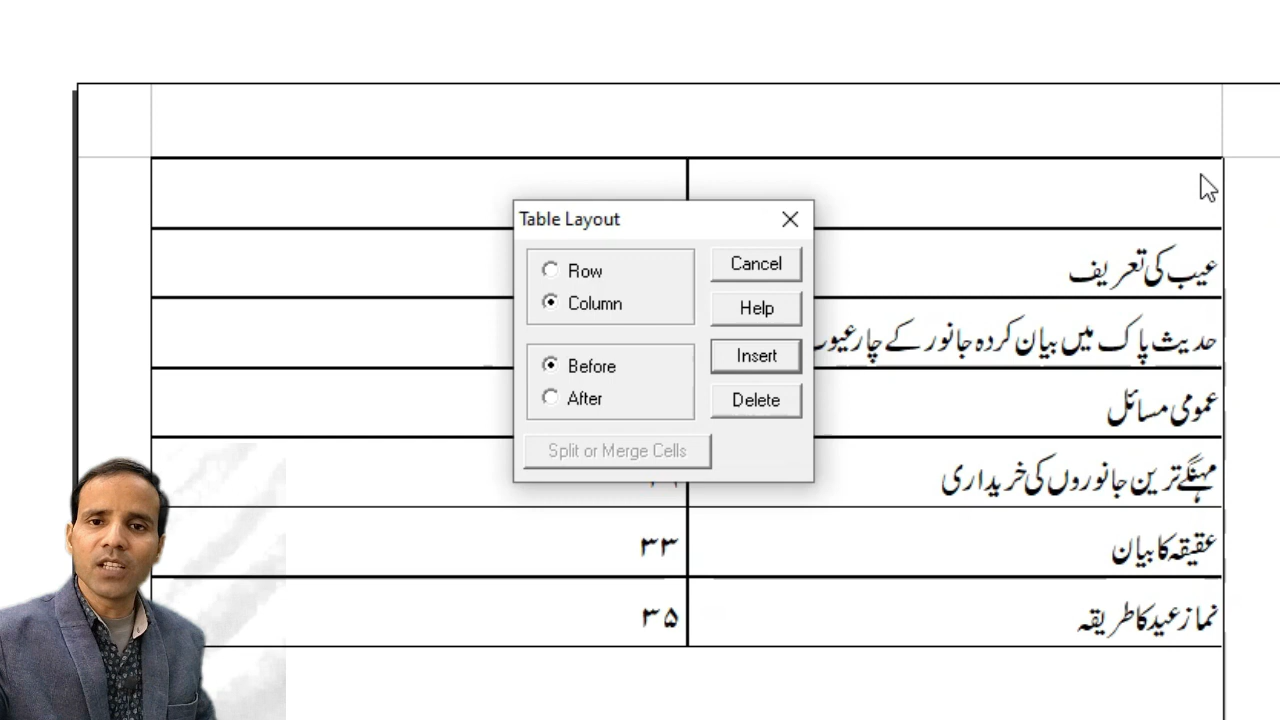 Table Layout
Row
Column
Before
After
Cancel
Help
Insert
Delete
Split or Merge Cells
عیب کی تعریف
حدیث پاک میں بیان کردہ جانور کے چار عیوب
عمومی مسائل
مہنگے ترین جانوروں کی خریداری
عقیقہ کا بیان ۳۳
نماز عید کا طریقہ ۳۵